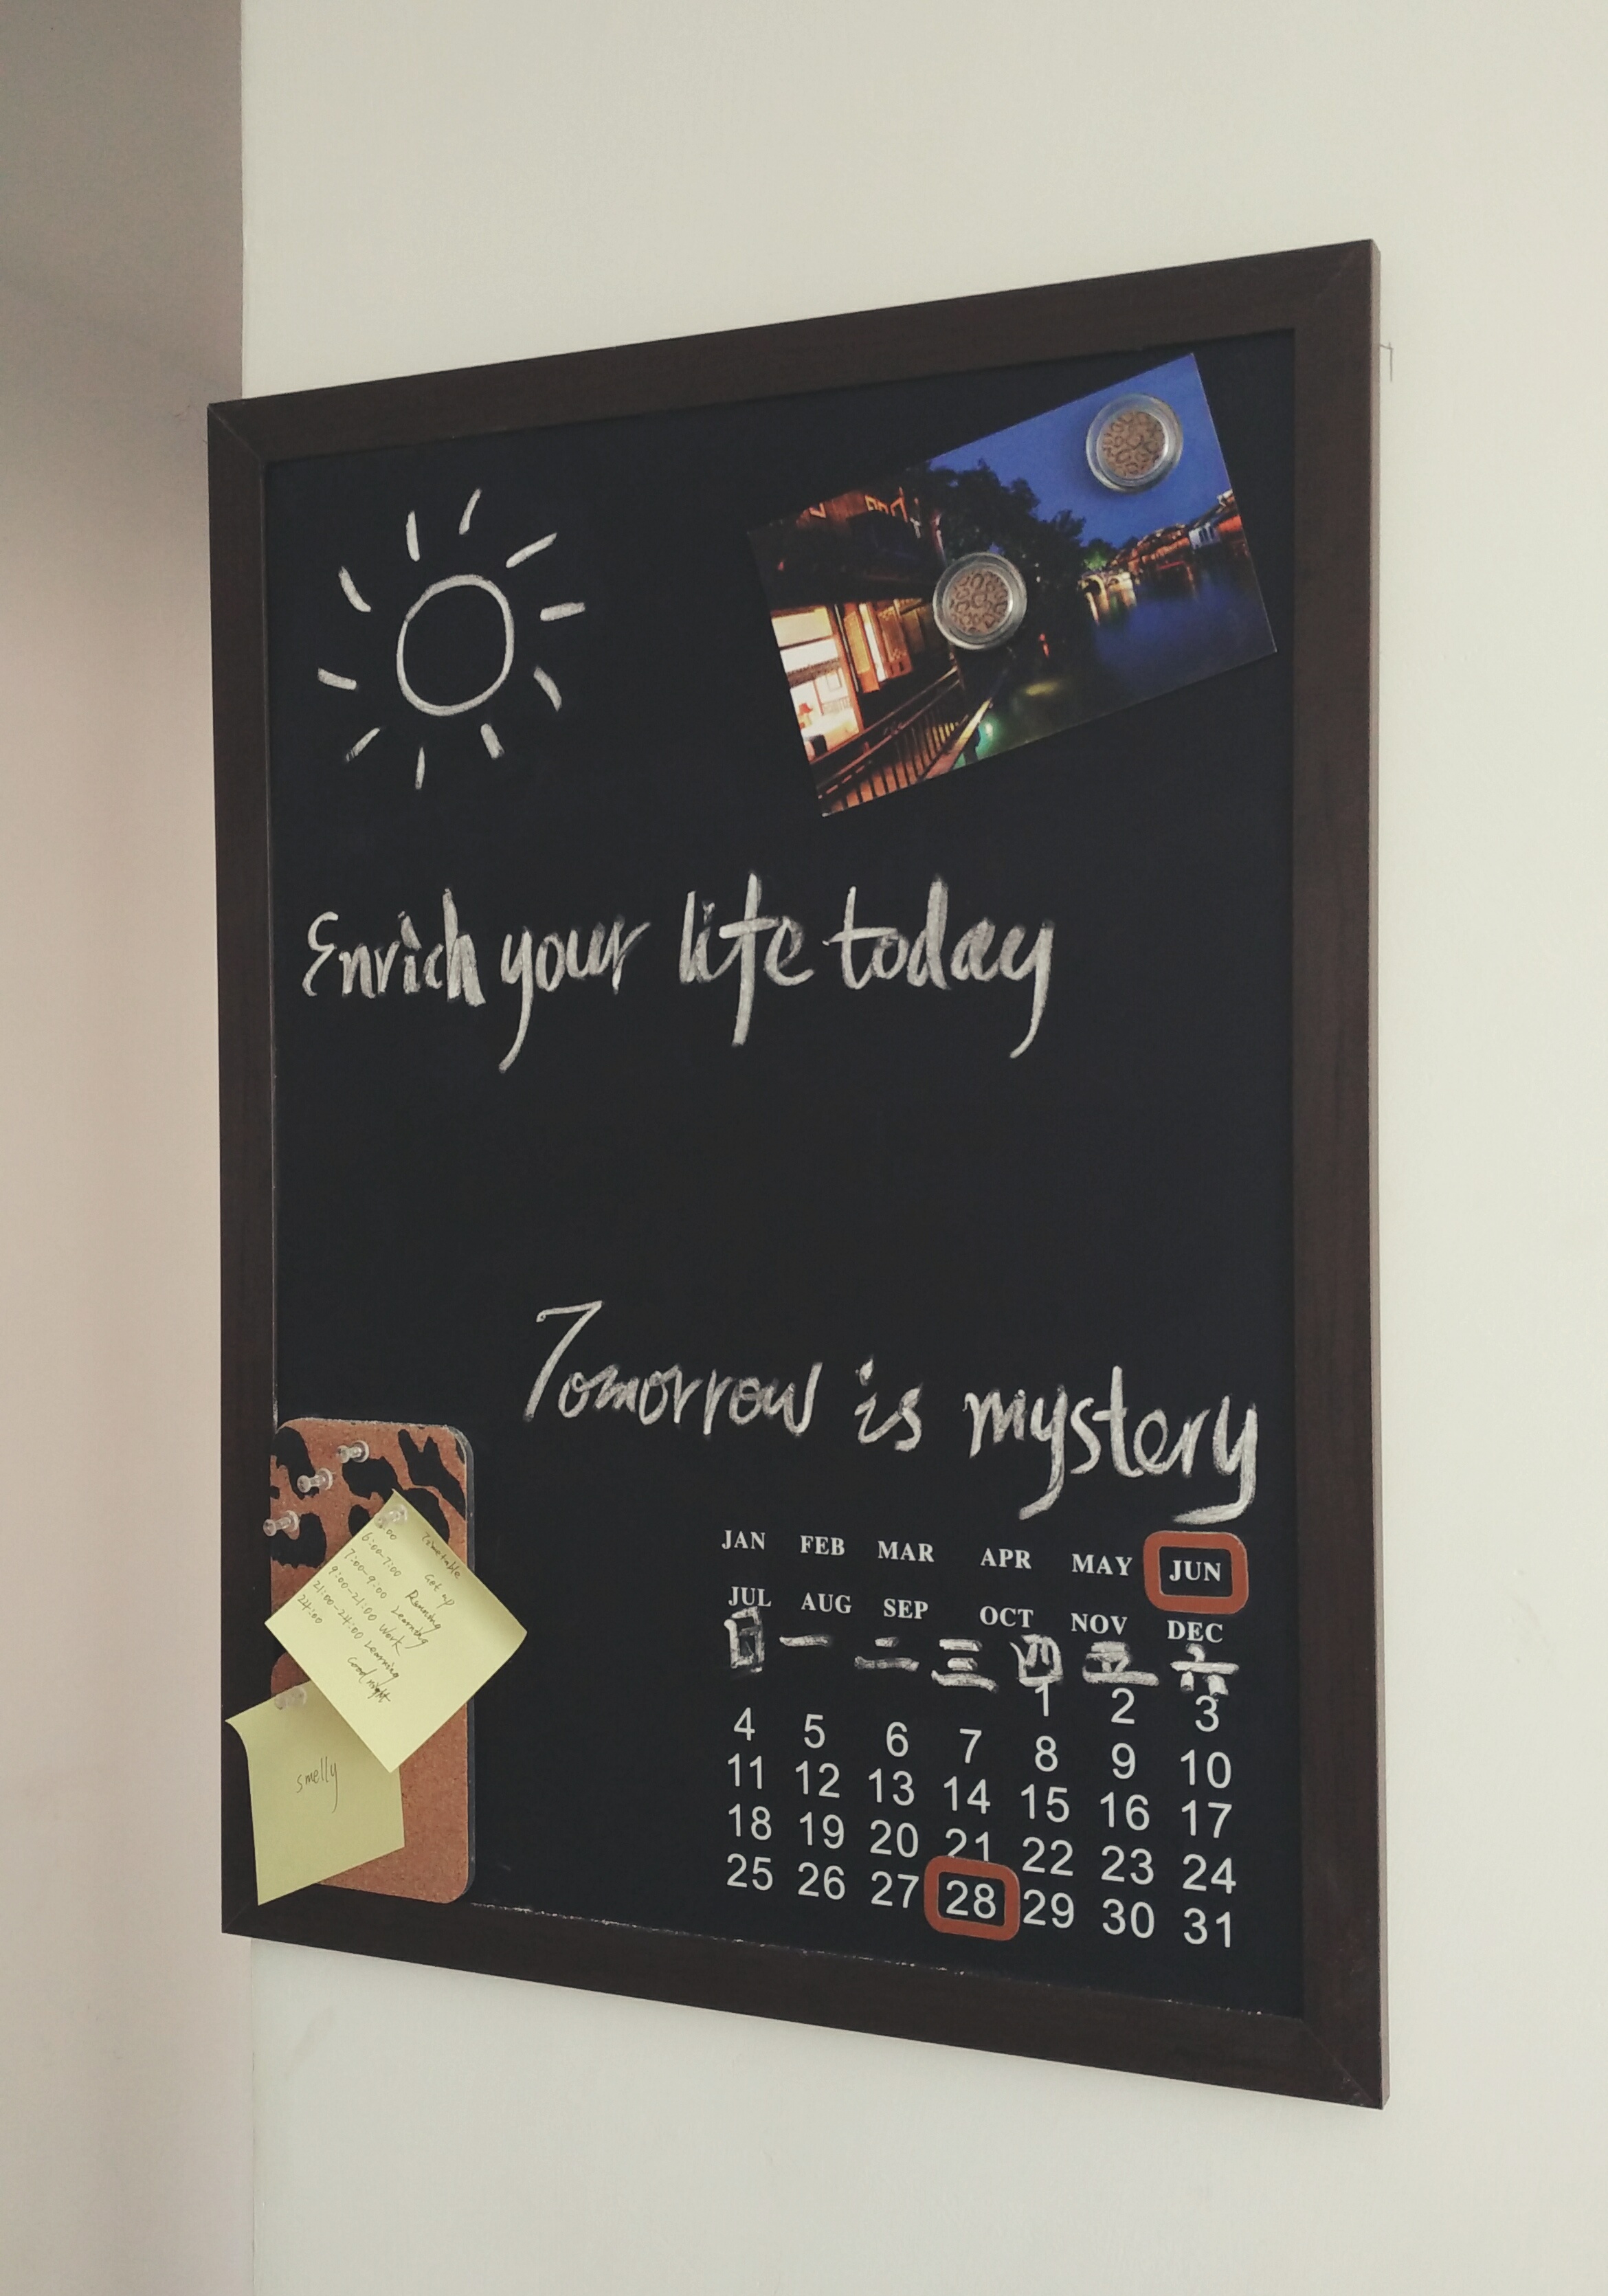 Enrich your life today
Tomorrow is mystery
JAN FEB MAR APR MAY JUN
JUL AUG SEP OCT NOV DEC
日 一 二 三 四 五 六
1 2 3
4 5 6 7 8 9 10
11 12 13 14 15 16 17
18 19 20 21 22 23 24
25 26 27 28 29 30 31
Timetable
6:00 Get up
6:00-7:00 Running
7:00-9:00 Learning
9:00-21:00 Work
21:00-24:00 Learning
24:00 Good night
smelly